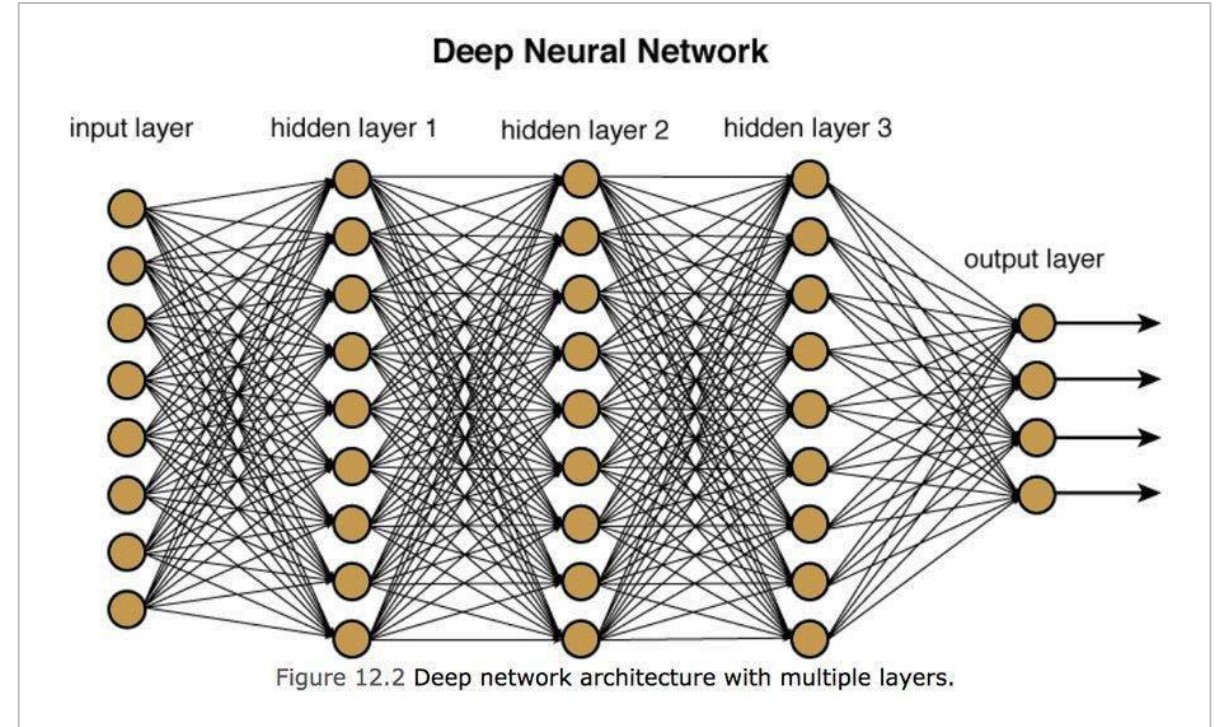 Deep Neural Network
input layer
hidden layer 1
hidden layer 2
hidden layer 3
output layer
Figure 12.2 Deep network architecture with multiple layers.